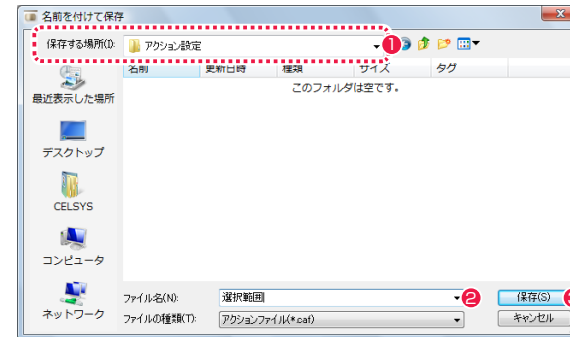 名前を付けて保存
保存する場所(I): アクション設定 1
名前 更新日時 種類 サイズ タグ
このフォルダは空です。
最近表示した場所
デスクトップ
CELSYS
コンピュータ
ネットワーク
ファイル名(N): 選択範囲 2 保存(S)
ファイルの種類(T): アクションファイル(*.caf) キャンセル